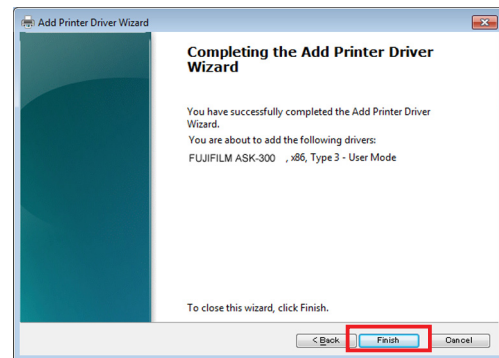 Add Printer Driver Wizard
Completing the Add Printer Driver
Wizard
You have successfully completed the Add Printer Driver
Wizard.
You are about to add the following drivers:
FUJIFILM ASK-300 , x86, Type 3 - User Mode
To close this wizard, click Finish.
< Back Finish Cancel